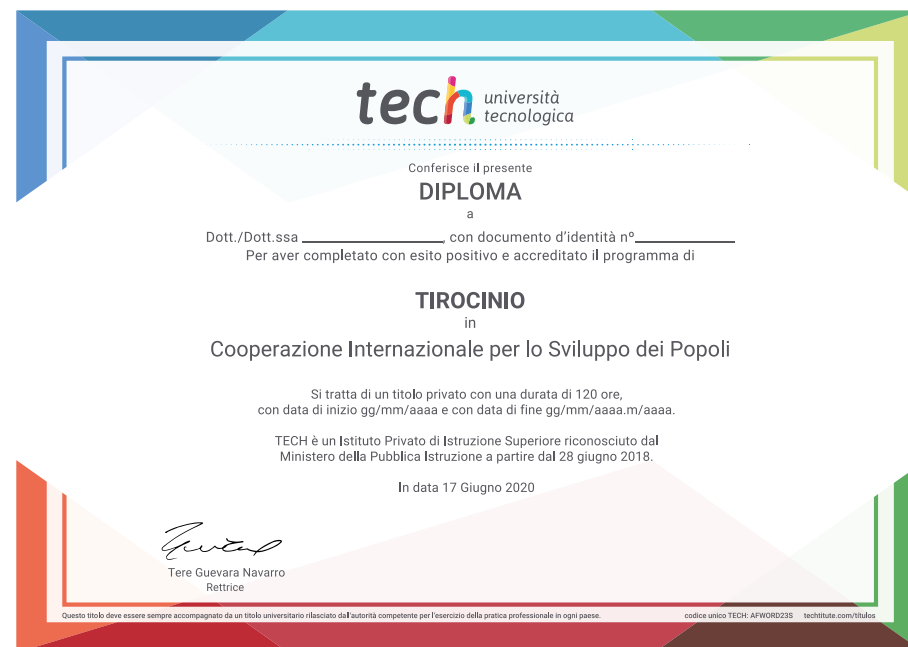 tech università
tecnologica
Conferisce il presente
DIPLOMA
a
Dott./Dott.ssa ________________, con documento d'identità nº____________
Per aver completato con esito positivo e accreditato il programma di
TIROCINIO
in
Cooperazione Internazionale per lo Sviluppo dei Popoli
Si tratta di un titolo privato con una durata di 120 ore,
con data di inizio gg/mm/aaaa e con data di fine gg/mm/aaaa.m/aaaa.
TECH è un Istituto Privato di Istruzione Superiore riconosciuto dal
Ministero della Pubblica Istruzione a partire dal 28 giugno 2018.
In data 17 Giugno 2020
Tere Guevara Navarro
Rettrice
Questo titolo deve essere sempre accompagnato da un titolo universitario rilasciato dall'autorità competente per l'esercizio della pratica professionale in ogni paese. codice unico TECH: AFWORD23S techtitute.com/titulos